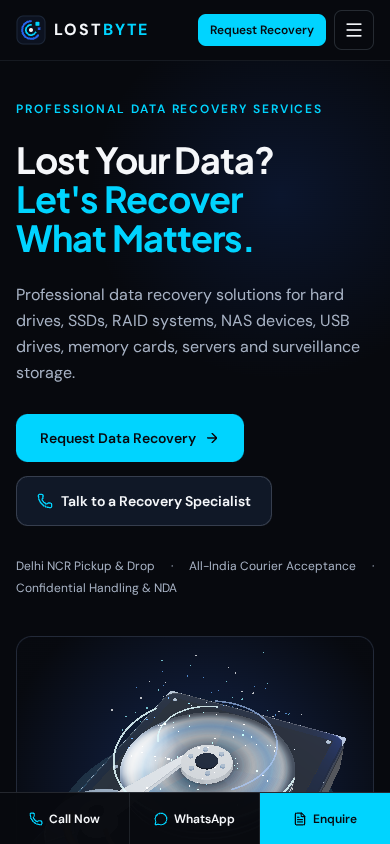 LOSTBYTE
Request Recovery
PROFESSIONAL DATA RECOVERY SERVICES
Lost Your Data?
Let's Recover
What Matters.
Professional data recovery solutions for hard
drives, SSDs, RAID systems, NAS devices, USB
drives, memory cards, servers and surveillance
storage.
Request Data Recovery →
Talk to a Recovery Specialist
Delhi NCR Pickup & Drop · All-India Courier Acceptance ·
Confidential Handling & NDA
Call Now
WhatsApp
Enquire